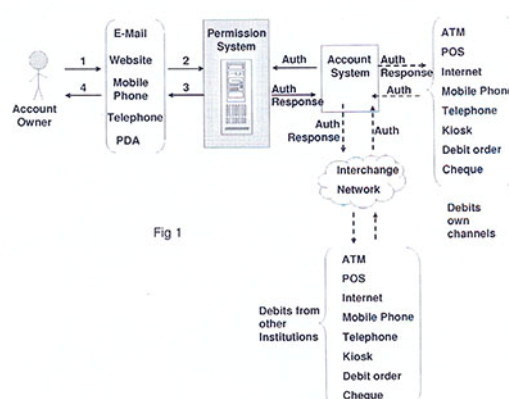 E-Mail
Website
Mobile
Phone
Telephone
PDA
1
4
Account
Owner
2
3
Permission
System
Auth
Auth
Response
Account
System
Auth
Response
Auth
ATM
POS
Internet
Mobile Phone
Telephone
Kiosk
Debit order
Cheque
Debits
own
channels
Auth
Response
Auth
Interchange
Network
Fig 1
Debits from
other
Institutions
ATM
POS
Internet
Mobile Phone
Telephone
Kiosk
Debit order
Cheque